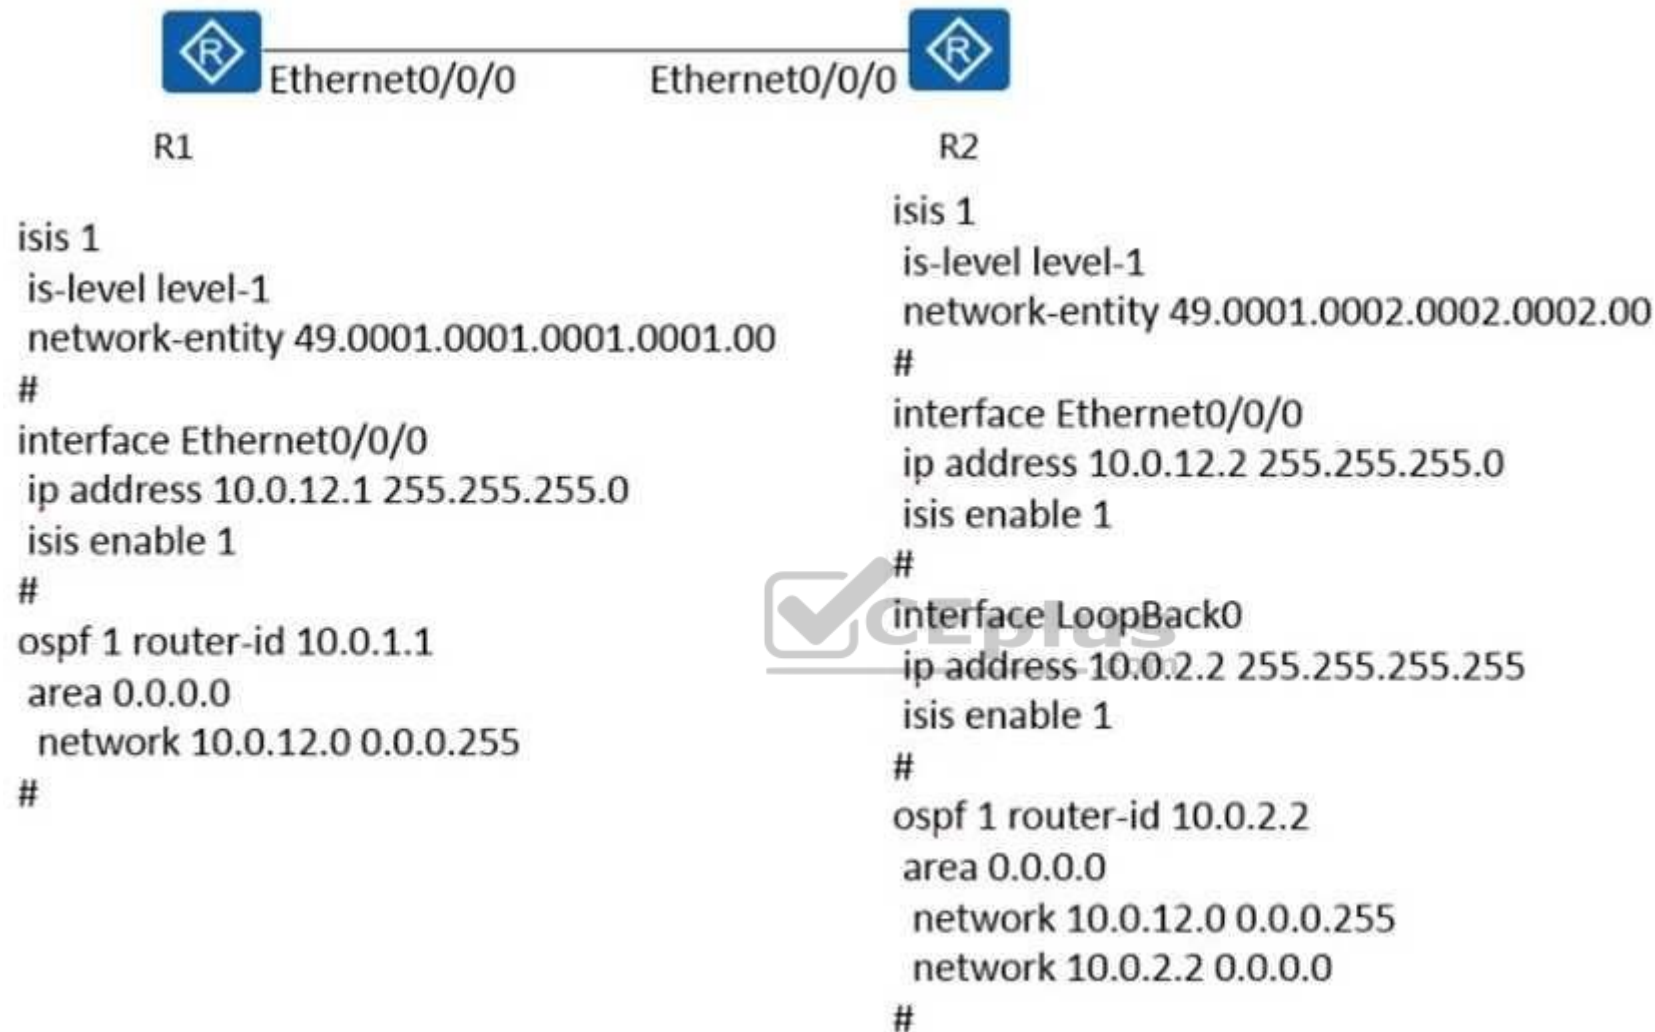 R
R
Ethernet0/0/0
Ethernet0/0/0
R1
R2
isis 1
is-level level-1
network-entity 49.0001.0001.0001.0001.00
#
interface Ethernet0/0/0
ip address 10.0.12.1 255.255.255.0
isis enable 1
#
ospf 1 router-id 10.0.1.1
area 0.0.0.0
network 10.0.12.0 0.0.0.255
#
isis 1
is-level level-1
network-entity 49.0001.0002.0002.0002.00
#
interface Ethernet0/0/0
ip address 10.0.12.2 255.255.255.0
isis enable 1
#
interface LoopBack0
ip address 10.0.2.2 255.255.255.255
isis enable 1
#
ospf 1 router-id 10.0.2.2
area 0.0.0.0
network 10.0.12.0 0.0.0.255
network 10.0.2.2 0.0.0.0
#
CEplus
.com